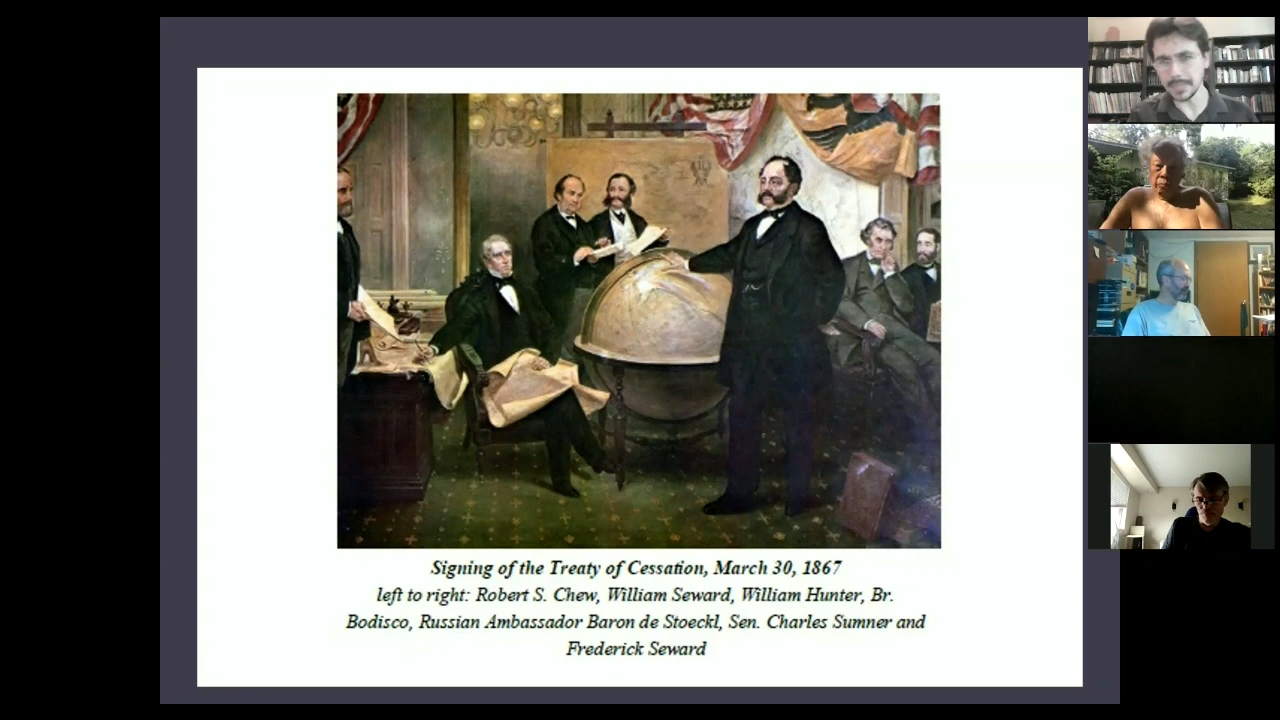 Signing of the Treaty of Cessation, March 30, 1867
left to right: Robert S. Chew, William Seward, William Hunter, Br.
Bodisco, Russian Ambassador Baron de Stoeckl, Sen. Charles Sumner and
Frederick Seward